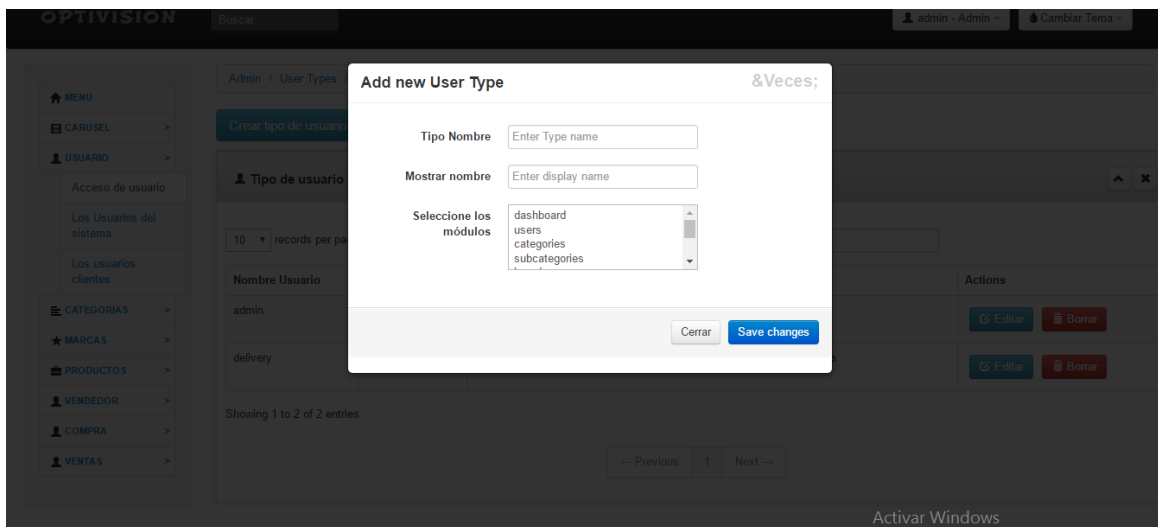 OPTIVISION
Buscar
admin - Admin
Cambiar Tema
Admin / User Types /
MENU
CARUSEL >
USUARIO >
Acceso de usuario
Los Usuarios del
sistema
Los usuarios
clientes
CATEGORIAS >
MARCAS >
PRODUCTOS >
VENDEDOR >
COMPRA >
VENTAS >
Crear tipo de usuario
Tipo de usuario
10 records per
Nombre Usuario
Actions
admin
Editar Borrar
delivery
Editar Borrar
Showing 1 to 2 of 2 entries
← Previous 1 Next →
Add new User Type &Veces;
Tipo Nombre Enter Type name
Mostrar nombre Enter display name
Seleccione los
módulos
dashboard
users
categories
subcategories
Cerrar Save changes
Activar Windows